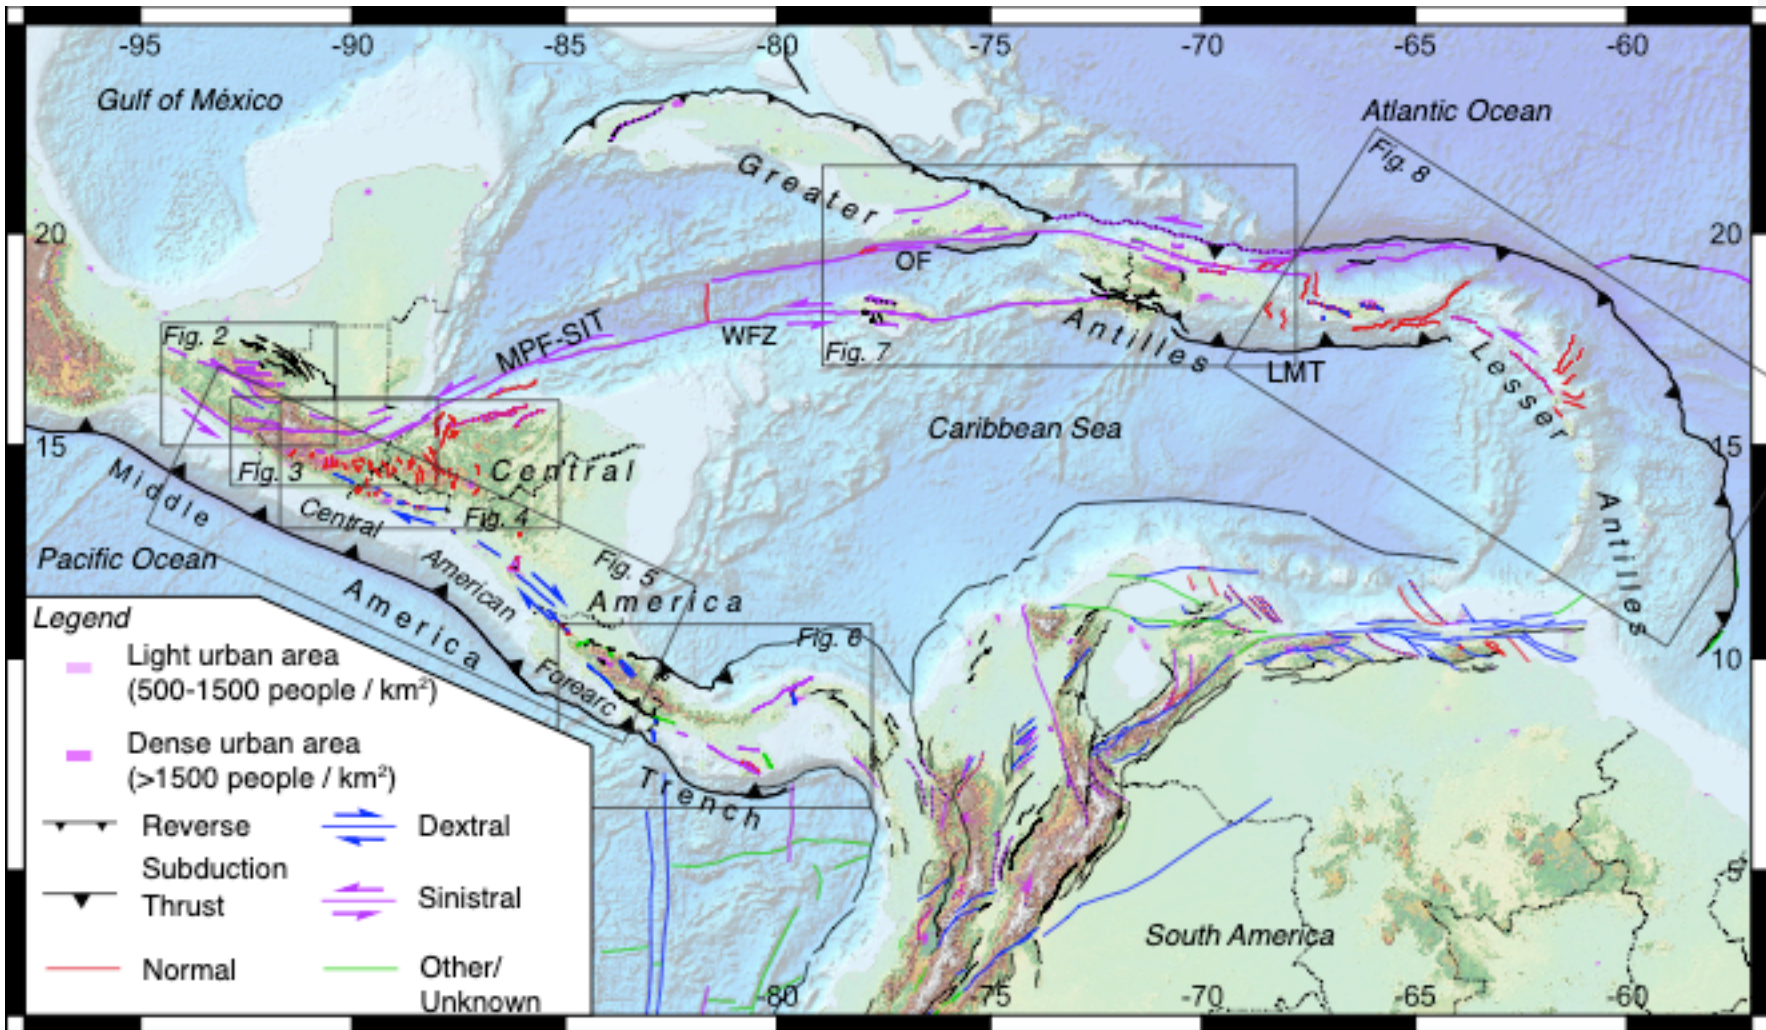 -95 -90 -85 -80 -75 -70 -65 -60
Gulf of México
Atlantic Ocean
Fig. 8
Greater
20 20
OF
Fig. 2
MPF-SIT
WFZ
Antilles
Fig. 7
LMT
Lesser
Caribbean Sea
15 15
Fig. 3
Central
Middle
Central
Fig. 4
Antilles
Pacific Ocean
American
Fig. 5
America
America
Forearc
Fig. 6
10
Trench
5
South America
-80 -75 -70 -65 -60
Legend
Light urban area
(500-1500 people / km²)
Dense urban area
(>1500 people / km²)
Reverse
Dextral
Subduction
Thrust
Sinistral
Normal
Other/
Unknown